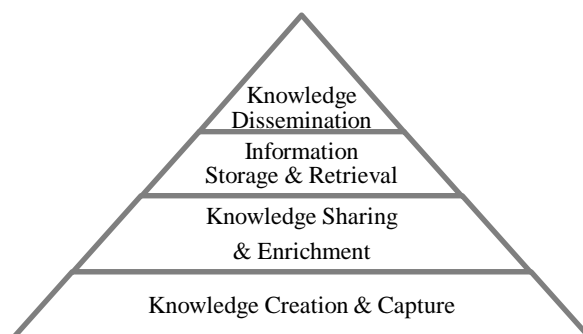 Knowledge
Dissemination
Information
Storage & Retrieval
Knowledge Sharing
& Enrichment
Knowledge Creation & Capture